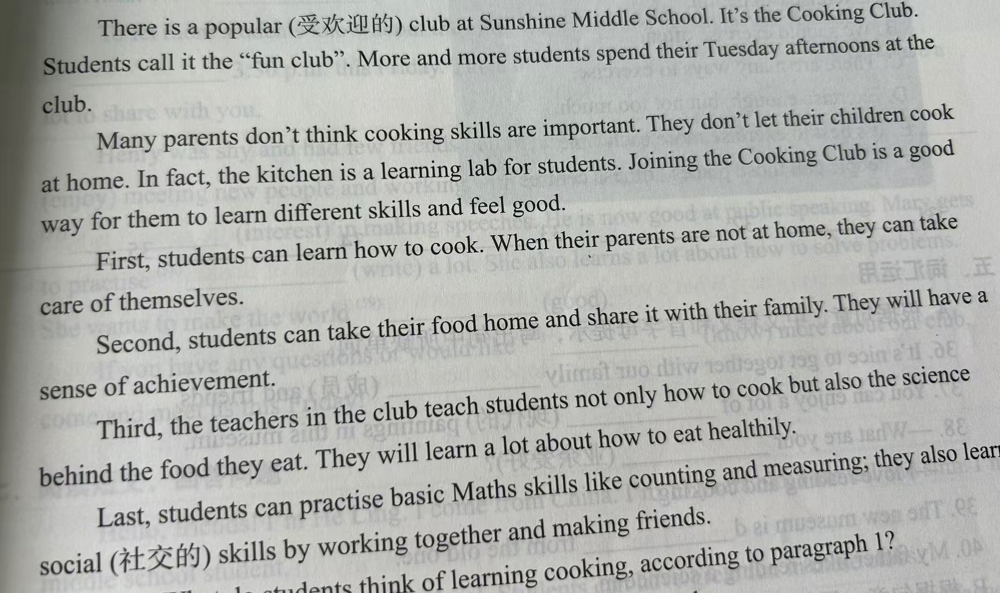 There is a popular (受欢迎的) club at Sunshine Middle School. It's the Cooking Club.
Students call it the “fun club”. More and more students spend their Tuesday afternoons at the
club.
Many parents don't think cooking skills are important. They don't let their children cook
at home. In fact, the kitchen is a learning lab for students. Joining the Cooking Club is a good
way for them to learn different skills and feel good.
First, students can learn how to cook. When their parents are not at home, they can take
care of themselves.
Second, students can take their food home and share it with their family. They will have a
sense of achievement.
Third, the teachers in the club teach students not only how to cook but also the science
behind the food they eat. They will learn a lot about how to eat healthily.
Last, students can practise basic Maths skills like counting and measuring; they also learn
social (社交的) skills by working together and making friends.
students think of learning cooking, according to paragraph 1?